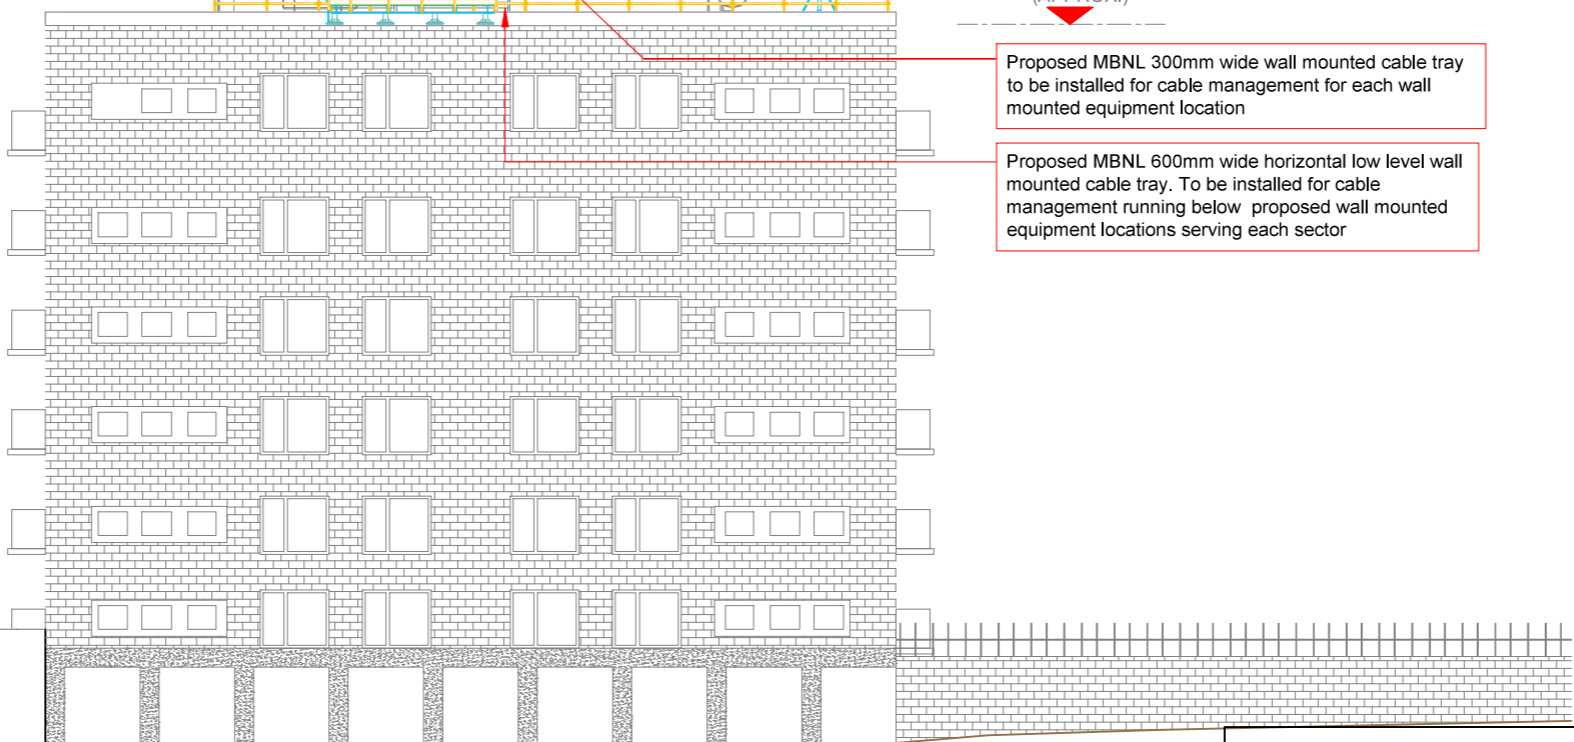 Proposed MBNL 300mm wide wall mounted cable tray
to be installed for cable management for each wall
mounted equipment location
Proposed MBNL 600mm wide horizontal low level wall
mounted cable tray. To be installed for cable
management running below proposed wall mounted
equipment locations serving each sector